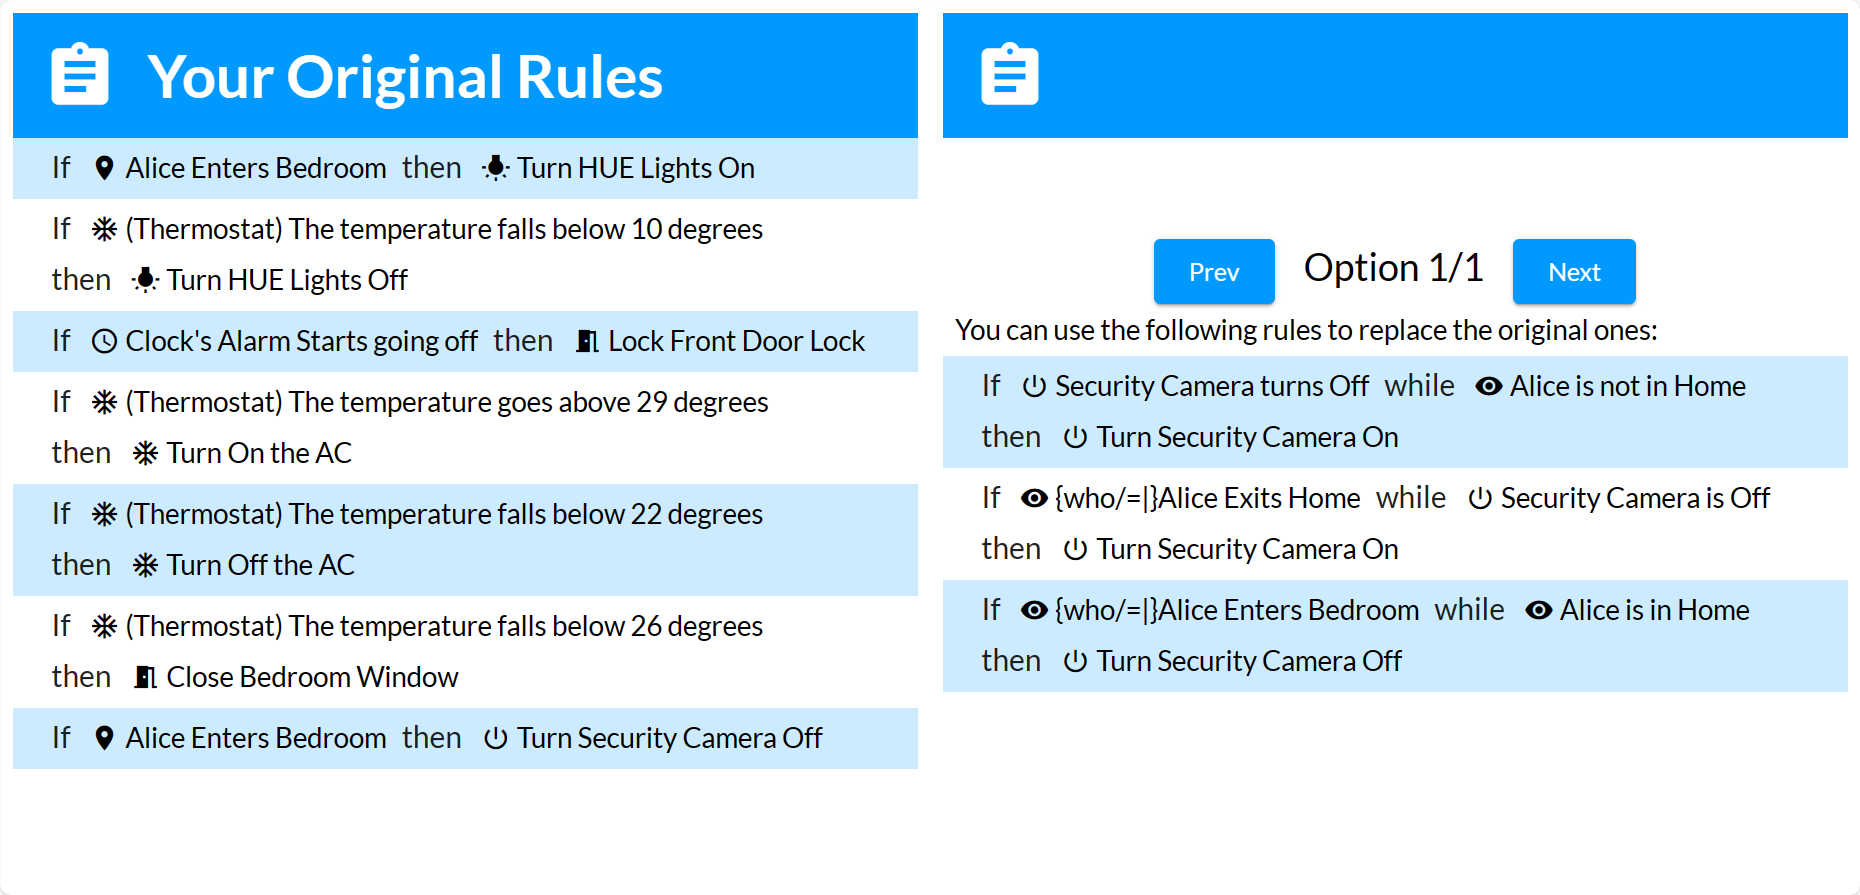 Your Original Rules
If Alice Enters Bedroom then Turn HUE Lights On
If (Thermostat) The temperature falls below 10 degrees
then Turn HUE Lights Off
If Clock's Alarm Starts going off then Lock Front Door Lock
If (Thermostat) The temperature goes above 29 degrees
then Turn On the AC
If (Thermostat) The temperature falls below 22 degrees
then Turn Off the AC
If (Thermostat) The temperature falls below 26 degrees
then Close Bedroom Window
If Alice Enters Bedroom then Turn Security Camera Off
Prev Option 1/1 Next
You can use the following rules to replace the original ones:
If Security Camera turns Off while Alice is not in Home
then Turn Security Camera On
If {who/=|}Alice Exits Home while Security Camera is Off
then Turn Security Camera On
If {who/=|}Alice Enters Bedroom while Alice is in Home
then Turn Security Camera Off